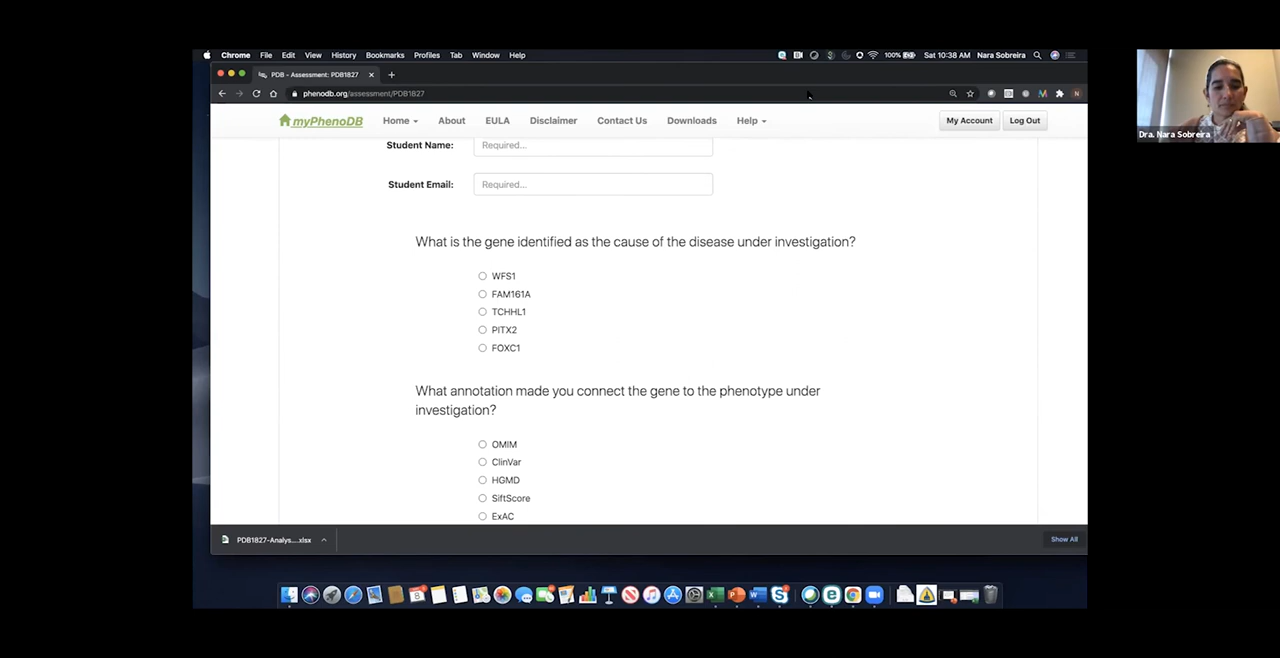 Chrome File Edit View History Bookmarks Profiles Tab Window Help 100% Sat 10:38 AM Nara Sobreira
PDB - Assessment: PDB1827
phenodb.org/assessment/PDB1827
N
myPhenoDB Home About EULA Disclaimer Contact Us Downloads Help My Account Log Out
Dra. Nara Sobreira
Student Name: Required...
Student Email: Required...
What is the gene identified as the cause of the disease under investigation?
WFS1
FAM161A
TCHHL1
PITX2
FOXC1
What annotation made you connect the gene to the phenotype under
investigation?
OMIM
ClinVar
HGMD
SiftScore
ExAC
PDB1827-Analys....xlsx Show All